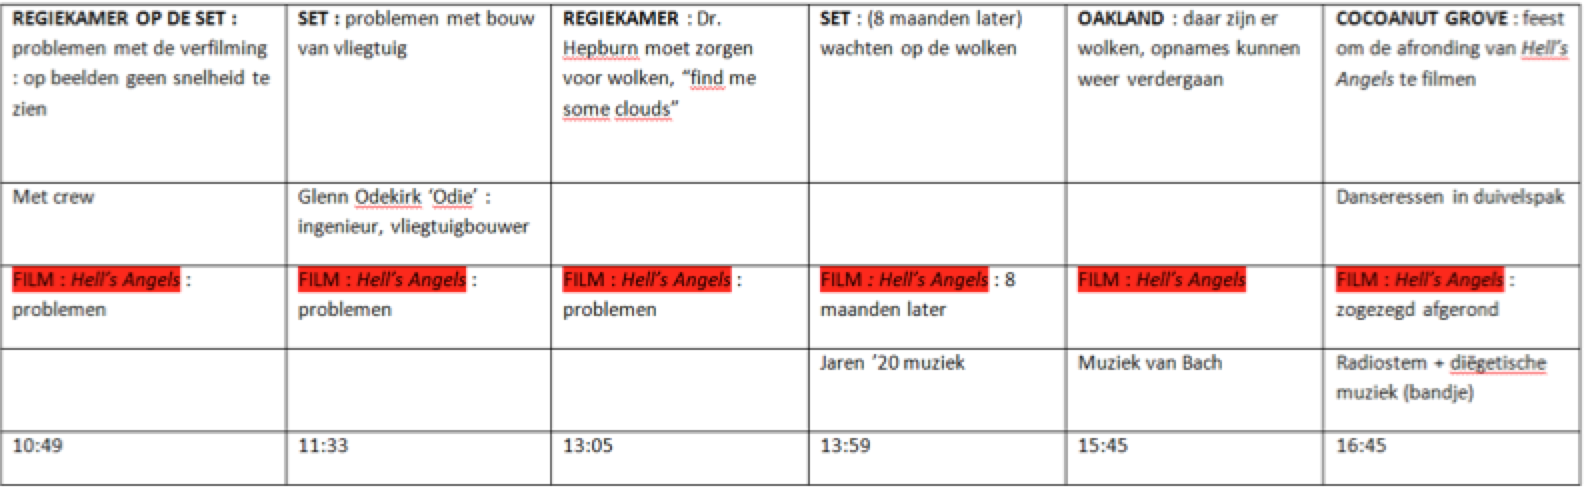 REGIEKAMER OP DE SET :
problemen met de verfilming
: op beelden geen snelheid te
zien
SET : problemen met bouw
van vliegtuig
REGIEKAMER : Dr.
Hepburn moet zorgen
voor wolken, “find me
some clouds”
SET : (8 maanden later)
wachten op de wolken
OAKLAND : daar zijn er
wolken, opnames kunnen
weer verdergaan
COCOANUT GROVE : feest
om de afronding van Hell’s
Angels te filmen
Met crew
Glenn Odekirk ‘Odie’ :
ingenieur, vliegtuigbouwer
Danseressen in duivelspak
FILM : Hell’s Angels :
problemen
FILM : Hell’s Angels :
problemen
FILM : Hell’s Angels :
problemen
FILM : Hell’s Angels : 8
maanden later
FILM : Hell’s Angels
FILM : Hell’s Angels :
zogezegd afgerond
Jaren ’20 muziek
Muziek van Bach
Radiostem + diëgetische
muziek (bandje)
10:49
11:33
13:05
13:59
15:45
16:45